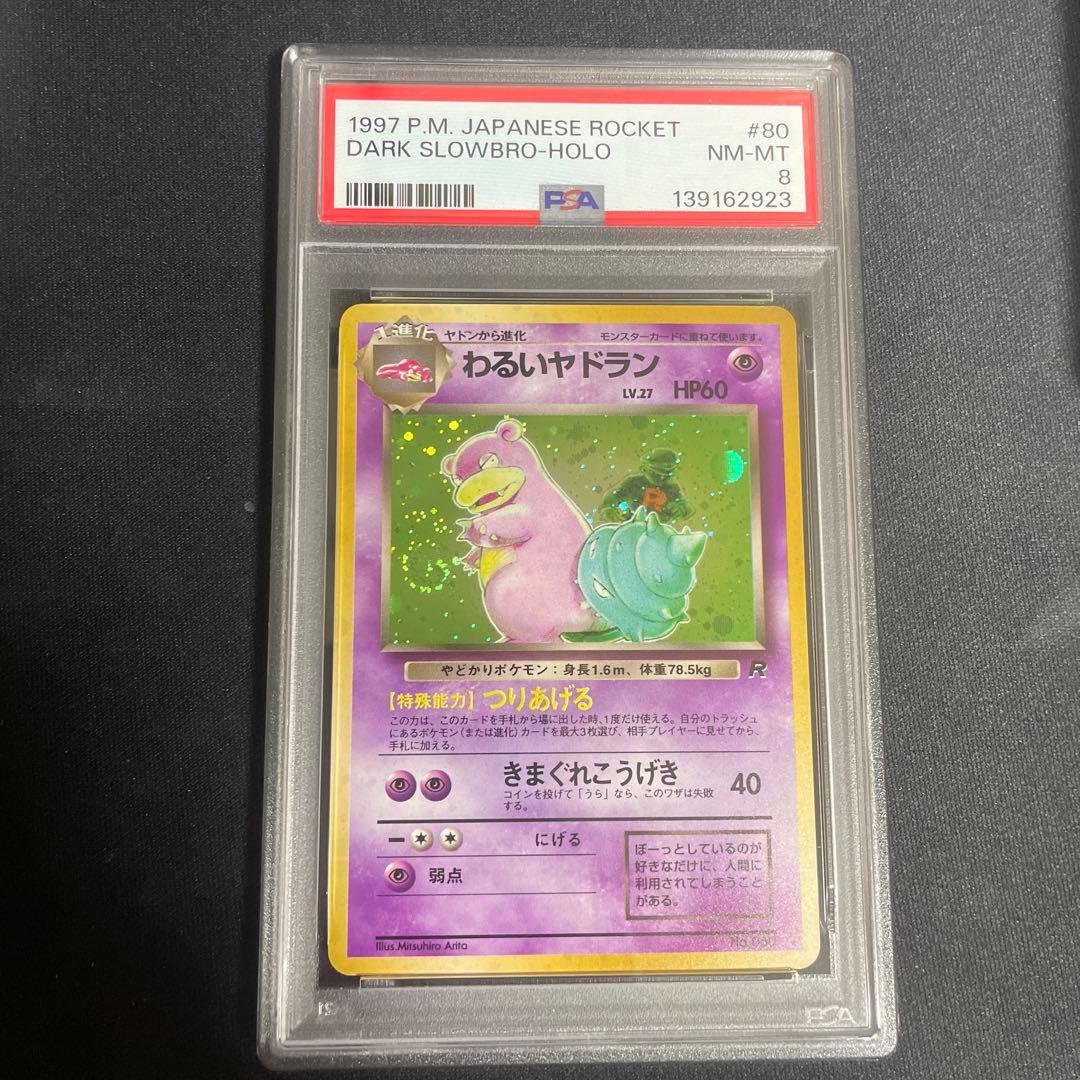 1997 P.M. JAPANESE ROCKET #80
DARK SLOWBRO-HOLO NM-MT
8
PSA 139162923
1進化 ヤドンから進化 モンスターカードに重ねて使います。
わるいヤドラン
LV.27 HP60
R
やどかりポケモン：身長1.6m、体重78.5kg R
【特殊能力】つりあげる
この力は、このカードを手札から場に出した時、1度だけ使える。自分のトラッシュ
にあるポケモン(または進化)カードを最大3枚選び、相手プレイヤーに見せてから、
手札に加える。
きまぐれこうげき 40
コインを投げて「うら」なら、このワザは失敗
する。
にげる
弱点
ぼーっとしているのが
好きなだけに、人間に
利用されてしまうこと
がある。
Illus.Mitsuhiro Arita No.080
PSA